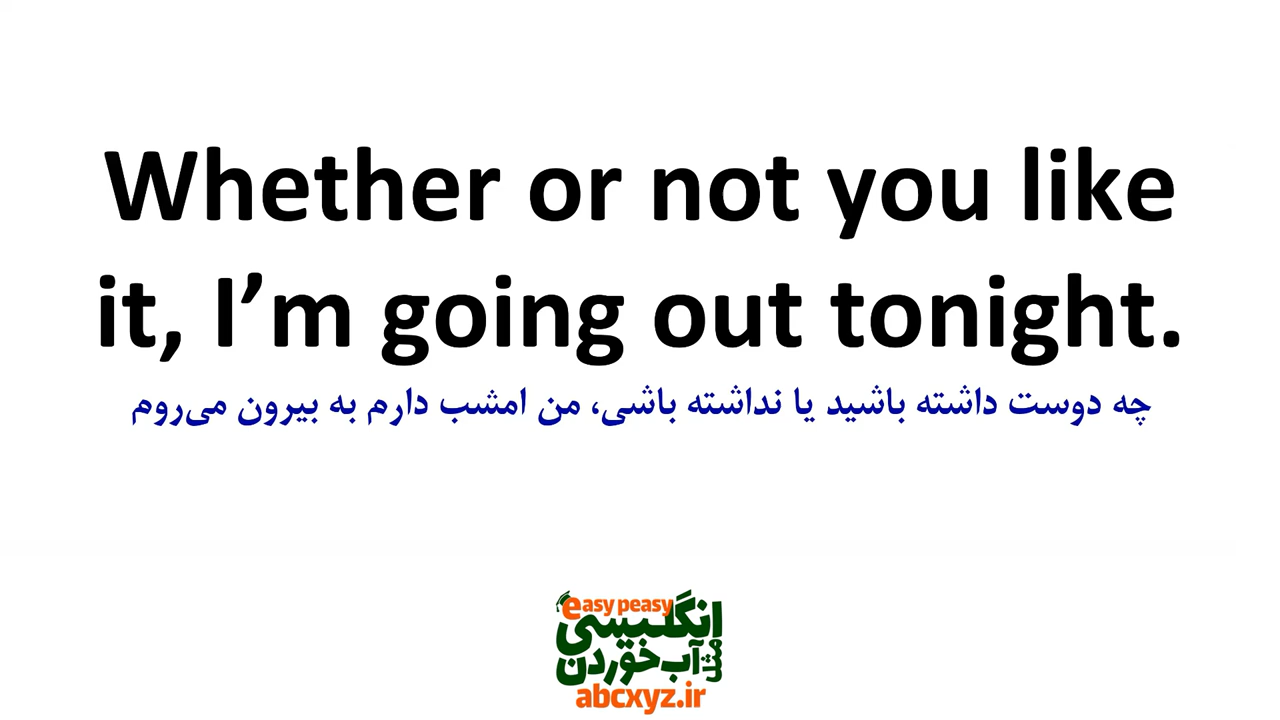 Whether or not you like
it, I’m going out tonight.
چه دوست داشته باشید یا نداشته باشی، من امشب دارم به بیرون می‌روم
easy peasy
انگلیسی
مثل آب خوردن
abcxyz.ir